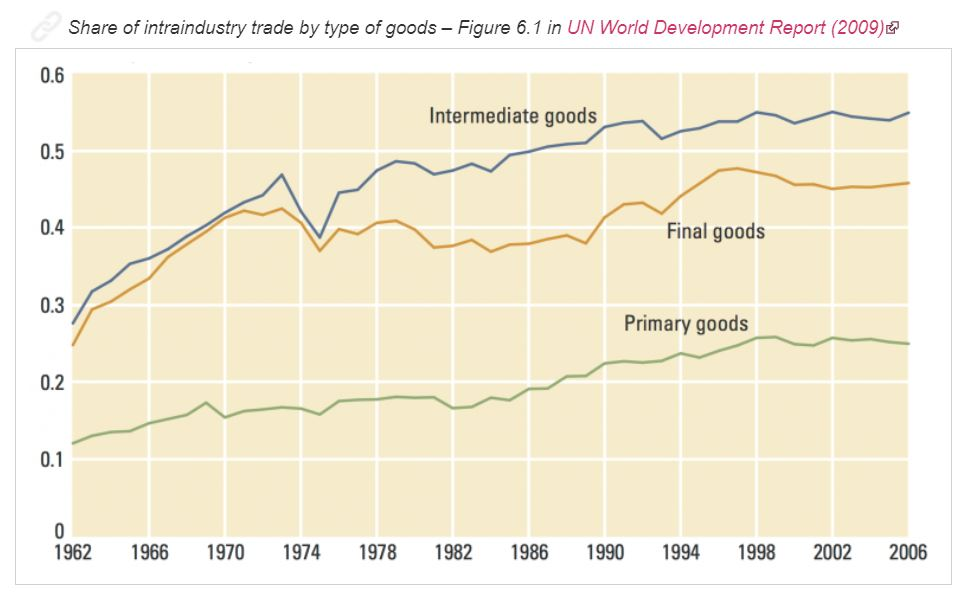 Share of intraindustry trade by type of goods – Figure 6.1 in UN World Development Report (2009)
0.6
Intermediate goods
0.5
0.4
Final goods
0.3
Primary goods
0.2
0.1
0
1962 1966 1970 1974 1978 1982 1986 1990 1994 1998 2002 2006